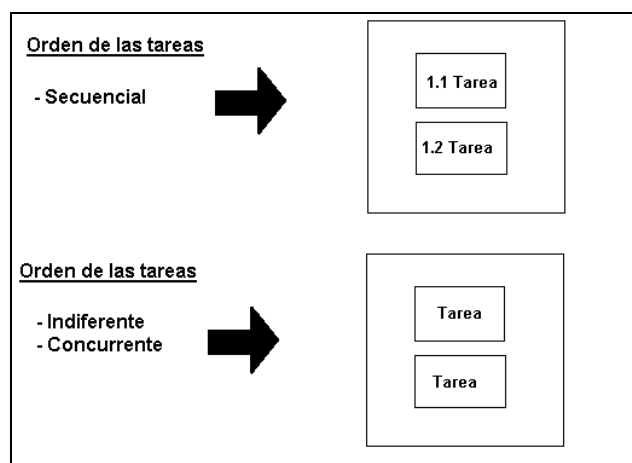 Orden de las tareas
- Secuencial
1.1 Tarea
1.2 Tarea
Orden de las tareas
- Indiferente
- Concurrente
Tarea
Tarea